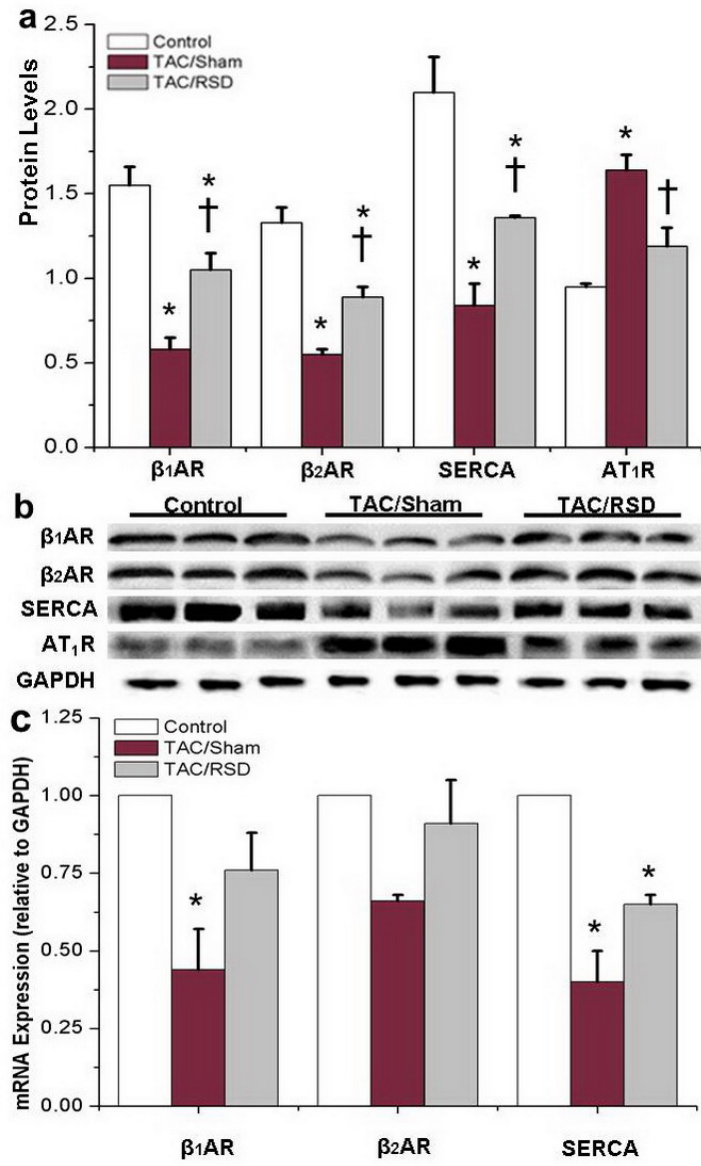 a
Control
TAC/Sham
TAC/RSD
Protein Levels
2.5
2.0
1.5
1.0
0.5
0.0
*
†
*
*
†
*
*
†
*
*
†
β₁AR β₂AR SERCA AT₁R
b
Control TAC/Sham TAC/RSD
β₁AR
β₂AR
SERCA
AT₁R
GAPDH
c
Control
TAC/Sham
TAC/RSD
mRNA Expression (relative to GAPDH)
1.25
1.00
0.75
0.50
0.25
0.00
*
*
*
β₁AR β₂AR SERCA